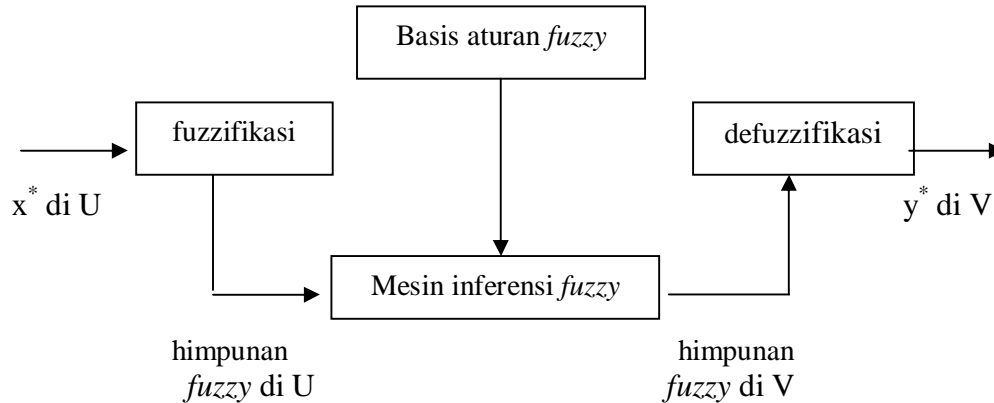 Basis aturan fuzzy
fuzzifikasi
defuzzifikasi
x* di U
y* di V
Mesin inferensi fuzzy
himpunan
fuzzy di U
himpunan
fuzzy di V